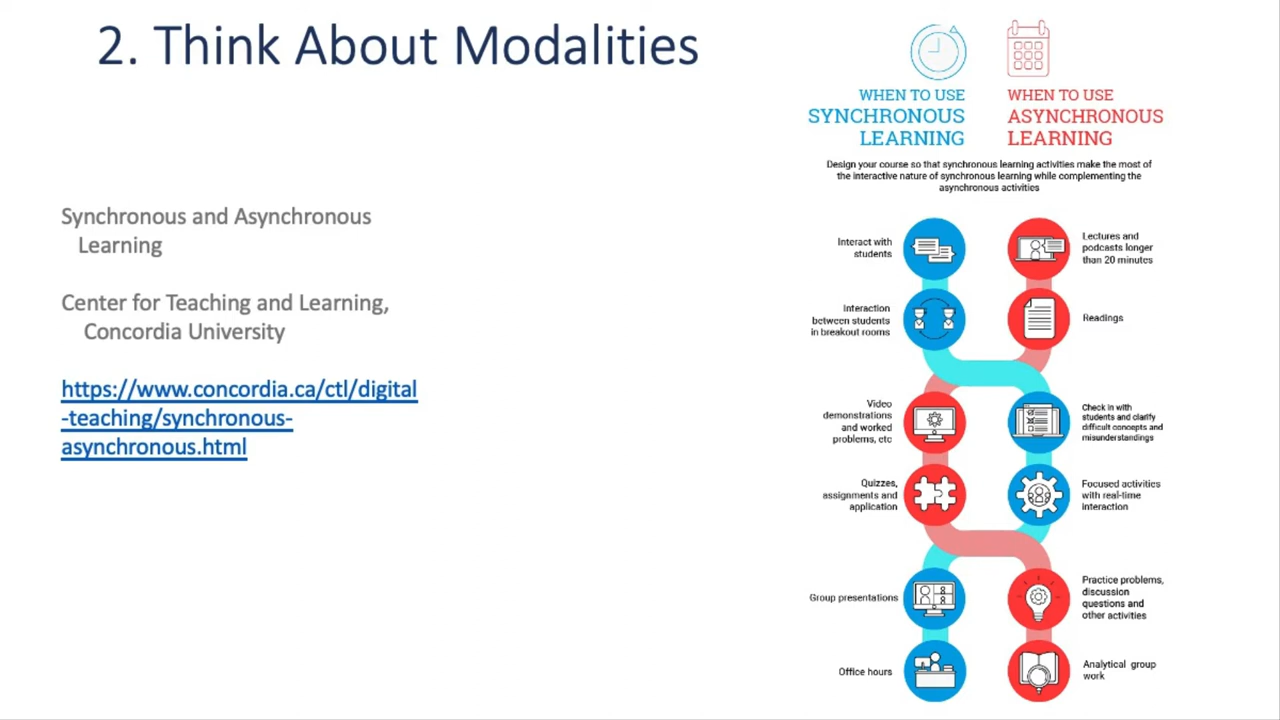 2. Think About Modalities
Synchronous and Asynchronous
Learning
Center for Teaching and Learning,
Concordia University
https://www.concordia.ca/ctl/digital
-teaching/synchronous-
asynchronous.html
WHEN TO USE
SYNCHRONOUS
LEARNING
WHEN TO USE
ASYNCHRONOUS
LEARNING
Design your course so that synchronous learning activities make the most of
the interactive nature of synchronous learning while complementing the
asynchronous activities
Interact with
students
Lectures and
podcasts longer
than 20 minutes
Interaction
between students
in breakout rooms
Readings
Video
demonstrations
and worked
problems, etc
Check in with
students and clarify
difficult concepts and
misunderstandings
Quizzes,
assignments and
application
Focused activities
with real-time
interaction
Group presentations
Practice problems,
discussion
questions and
other activities
Office hours
Analytical group
work